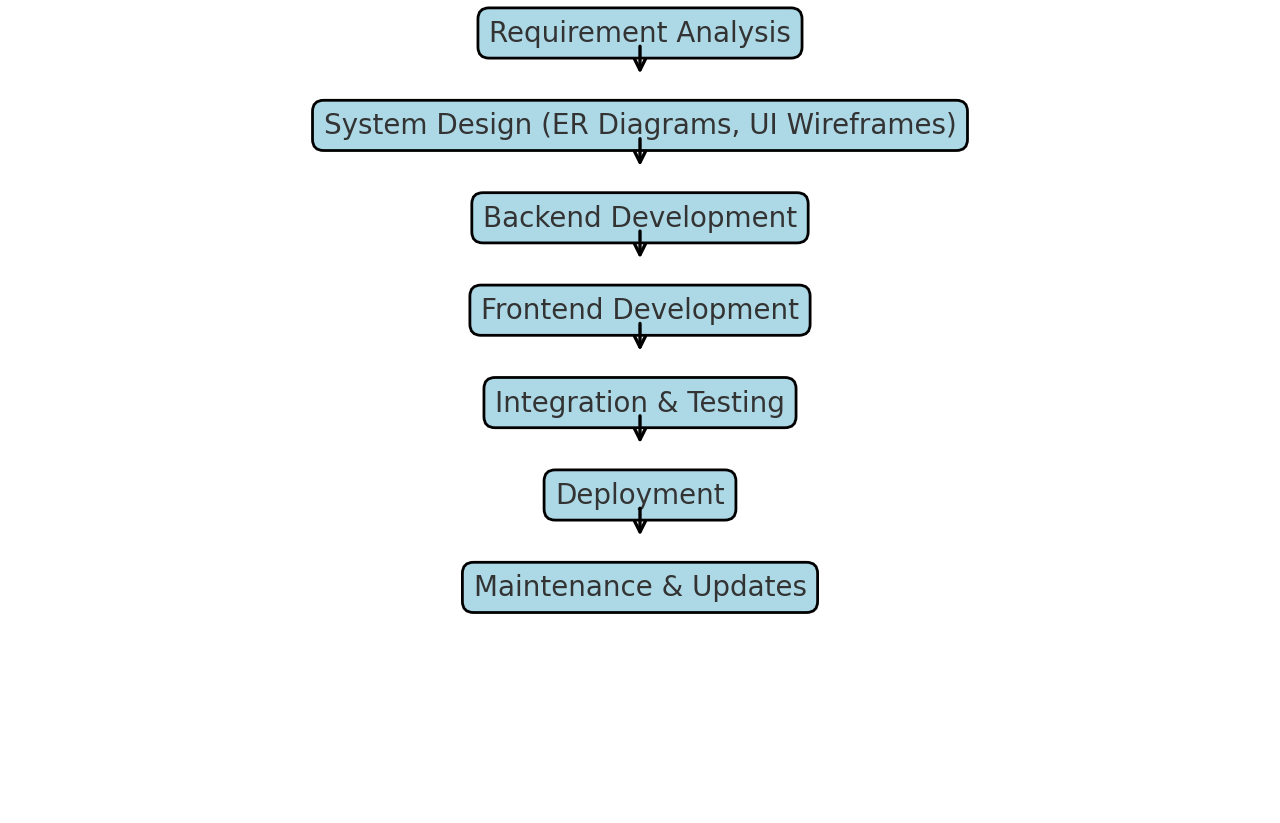 Requirement Analysis
System Design (ER Diagrams, UI Wireframes)
Backend Development
Frontend Development
Integration & Testing
Deployment
Maintenance & Updates